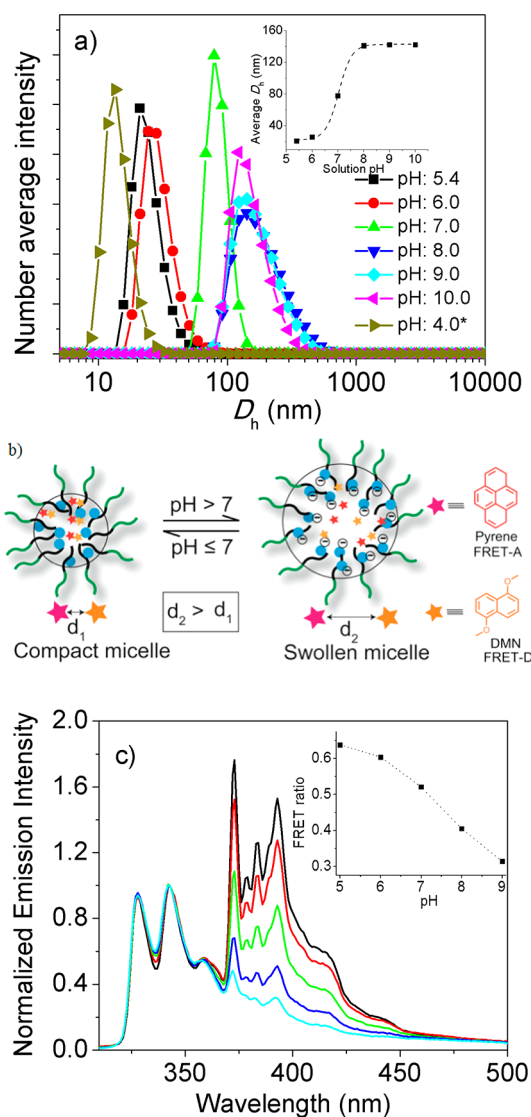 a)
Number average intensity
Average Dh (nm)
160
120
80
40
0
5 6 7 8 9 10
Solution pH
pH: 5.4
pH: 6.0
pH: 7.0
pH: 8.0
pH: 9.0
pH: 10.0
pH: 4.0*
10 100 1000 10000
Dh (nm)
b)
pH > 7
pH ≤ 7
d2 > d1
d1
Compact micelle
d2
Swollen micelle
Pyrene
FRET-A
O
O
DMN
FRET-D
c)
Normalized Emission Intensity
2.0
1.6
1.2
0.8
0.4
0.0
FRET ratio
0.6
0.5
0.4
0.3
5 6 7 8 9
pH
350 400 450 500
Wavelength (nm)